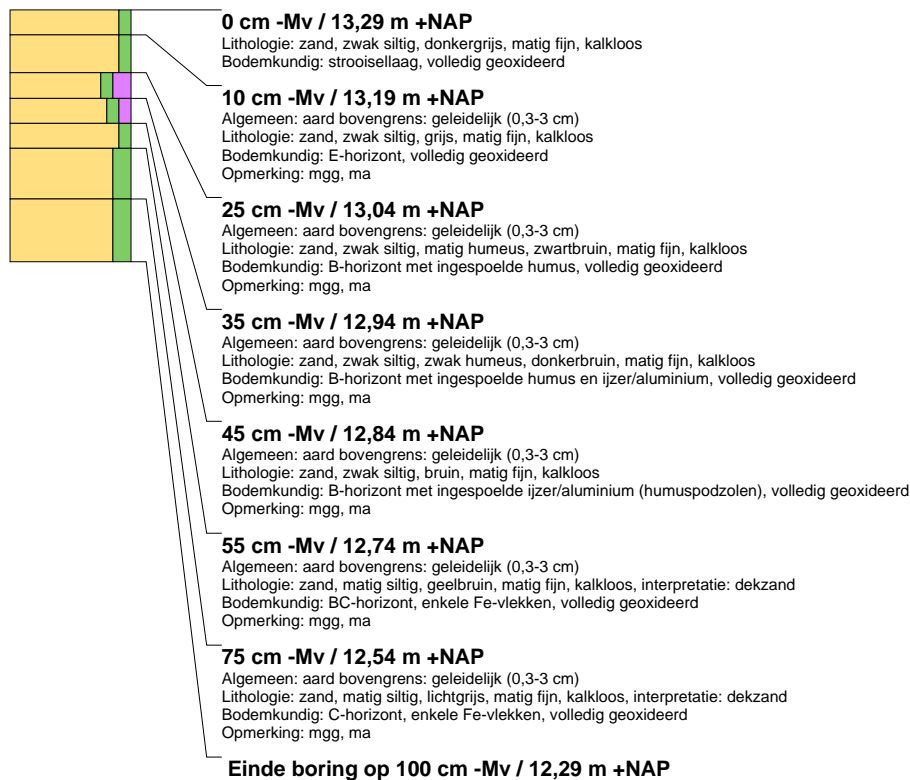 0 cm -Mv / 13,29 m +NAP
Lithologie: zand, zwak siltig, donkergrijs, matig fijn, kalkloos
Bodemkundig: strooisellaag, volledig geoxideerd
10 cm -Mv / 13,19 m +NAP
Algemeen: aard bovengrens: geleidelijk (0,3-3 cm)
Lithologie: zand, zwak siltig, grijs, matig fijn, kalkloos
Bodemkundig: E-horizont, volledig geoxideerd
Opmerking: mgg, ma
25 cm -Mv / 13,04 m +NAP
Algemeen: aard bovengrens: geleidelijk (0,3-3 cm)
Lithologie: zand, zwak siltig, matig humeus, zwartbruin, matig fijn, kalkloos
Bodemkundig: B-horizont met ingespoelde humus, volledig geoxideerd
Opmerking: mgg, ma
35 cm -Mv / 12,94 m +NAP
Algemeen: aard bovengrens: geleidelijk (0,3-3 cm)
Lithologie: zand, zwak siltig, zwak humeus, donkerbruin, matig fijn, kalkloos
Bodemkundig: B-horizont met ingespoelde humus en ijzer/aluminium, volledig geoxideerd
Opmerking: mgg, ma
45 cm -Mv / 12,84 m +NAP
Algemeen: aard bovengrens: geleidelijk (0,3-3 cm)
Lithologie: zand, zwak siltig, bruin, matig fijn, kalkloos
Bodemkundig: B-horizont met ingespoelde ijzer/aluminium (humuspodzolen), volledig geoxideerd
Opmerking: mgg, ma
55 cm -Mv / 12,74 m +NAP
Algemeen: aard bovengrens: geleidelijk (0,3-3 cm)
Lithologie: zand, matig siltig, geelbruin, matig fijn, kalkloos, interpretatie: dekzand
Bodemkundig: BC-horizont, enkele Fe-vlekken, volledig geoxideerd
Opmerking: mgg, ma
75 cm -Mv / 12,54 m +NAP
Algemeen: aard bovengrens: geleidelijk (0,3-3 cm)
Lithologie: zand, matig siltig, lichtgrijs, matig fijn, kalkloos, interpretatie: dekzand
Bodemkundig: C-horizont, enkele Fe-vlekken, volledig geoxideerd
Opmerking: mgg, ma
Einde boring op 100 cm -Mv / 12,29 m +NAP